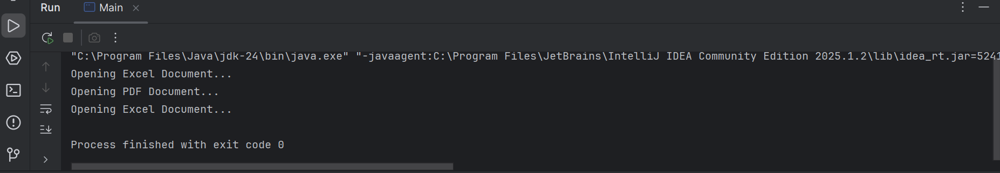 Run Main
"C:\Program Files\Java\jdk-24\bin\java.exe" "-javaagent:C:\Program Files\JetBrains\IntelliJ IDEA Community Edition 2025.1.2\lib\idea_rt.jar=5241
Opening Excel Document...
Opening PDF Document...
Opening Excel Document...
Process finished with exit code 0